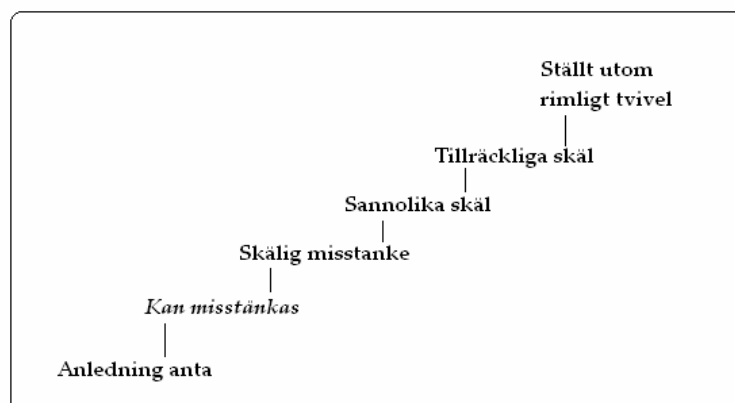 Ställt utom
rimligt tvivel
Tillräckliga skäl
Sannolika skäl
Skälig misstanke
Kan misstänkas
Anledning anta